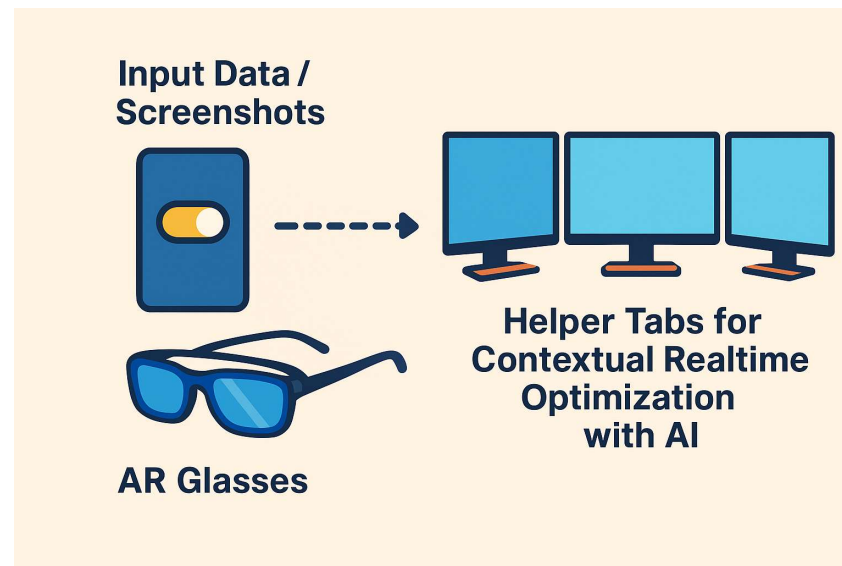 Input Data /
Screenshots
AR Glasses
Helper Tabs for
Contextual Realtime
Optimization
with AI